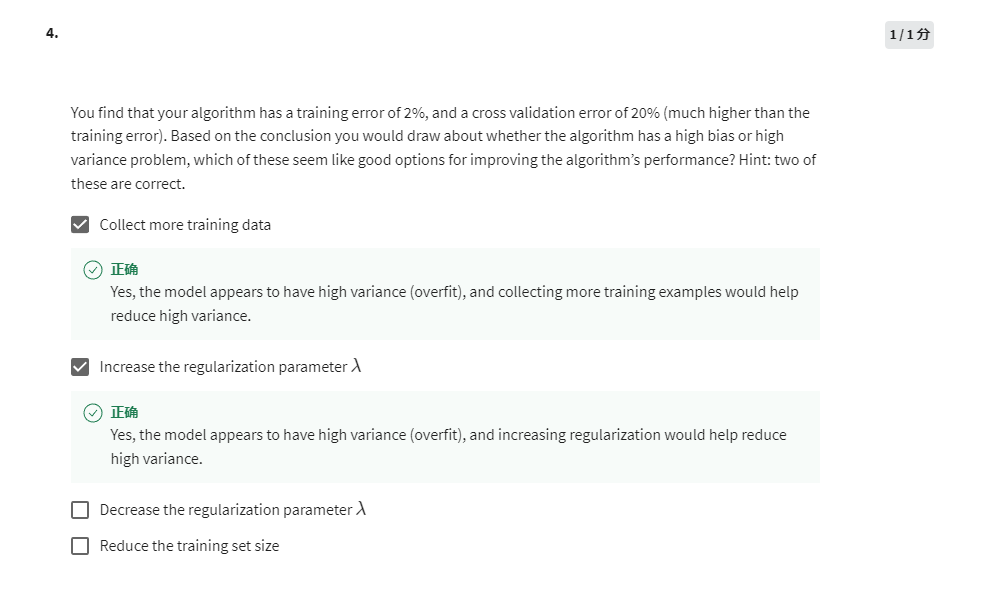 4.
1 / 1 分
You find that your algorithm has a training error of 2%, and a cross validation error of 20% (much higher than the
training error). Based on the conclusion you would draw about whether the algorithm has a high bias or high
variance problem, which of these seem like good options for improving the algorithm’s performance? Hint: two of
these are correct.
Collect more training data
正确
Yes, the model appears to have high variance (overfit), and collecting more training examples would help
reduce high variance.
Increase the regularization parameter λ
正确
Yes, the model appears to have high variance (overfit), and increasing regularization would help reduce
high variance.
Decrease the regularization parameter λ
Reduce the training set size